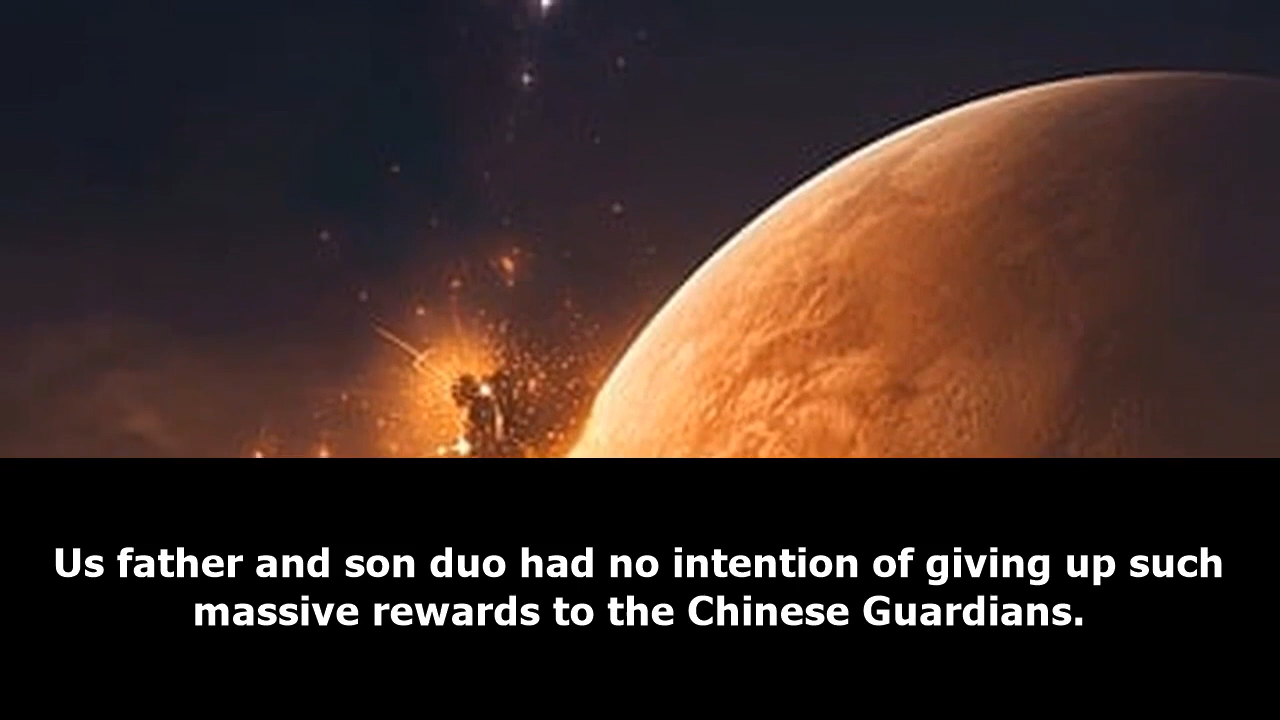 Us father and son duo had no intention of giving up such
massive rewards to the Chinese Guardians.